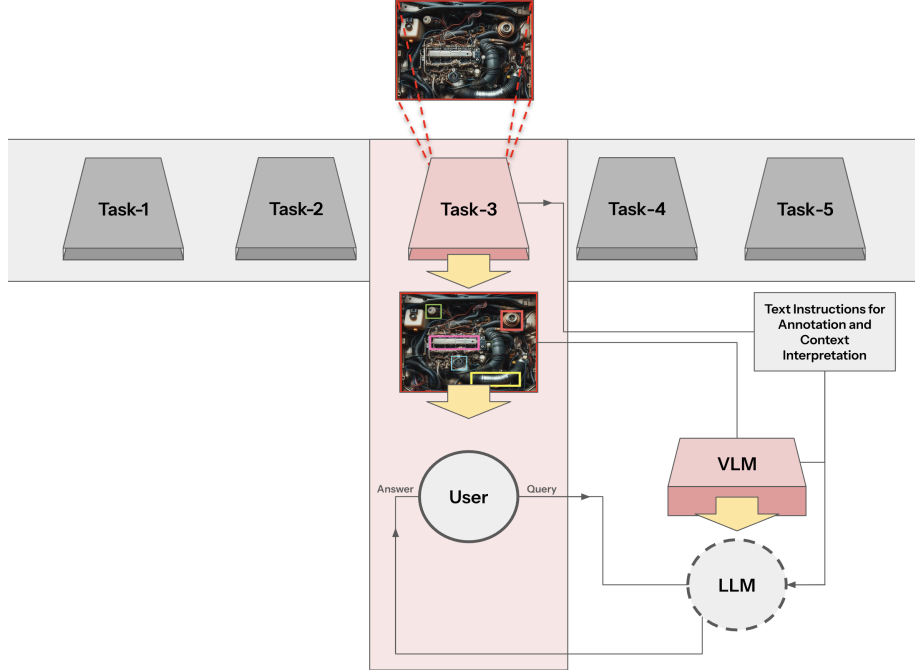 Task-1
Task-2
Task-3
Task-4
Task-5
Text Instructions for
Annotation and
Context
Interpretation
VLM
Answer
User
Query
LLM